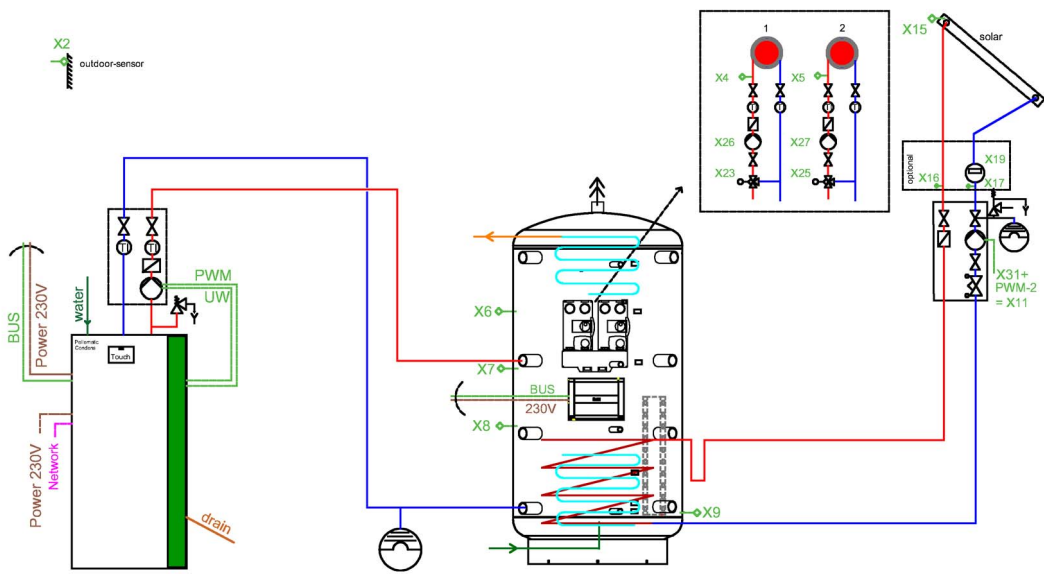 X2
outdoor-sensor
1
2
X4
X5
X26
X27
X23
X25
T
T
T
T
X15
solar
optional
X19
X16
X17
X31+
PWM-2
= X11
T
T
PWM
UW
BUS
Power 230V
water
Pellematic
Condens
Touch
Power 230V
Network
drain
X6
X7
BUS
230V
X8
X9